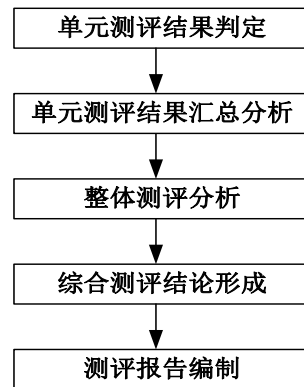 单元测评结果判定
单元测评结果汇总分析
整体测评分析
综合测评结论形成
测评报告编制